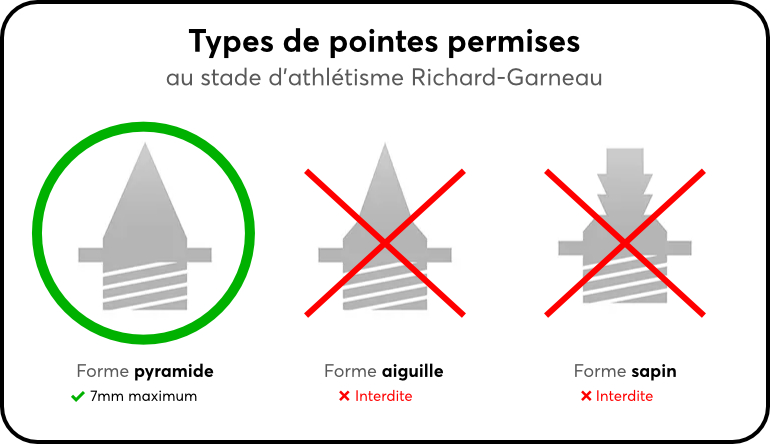 Types de pointes permises
au stade d'athlétisme Richard-Garneau
Forme pyramide
7mm maximum
Forme aiguille
Interdite
Forme sapin
Interdite